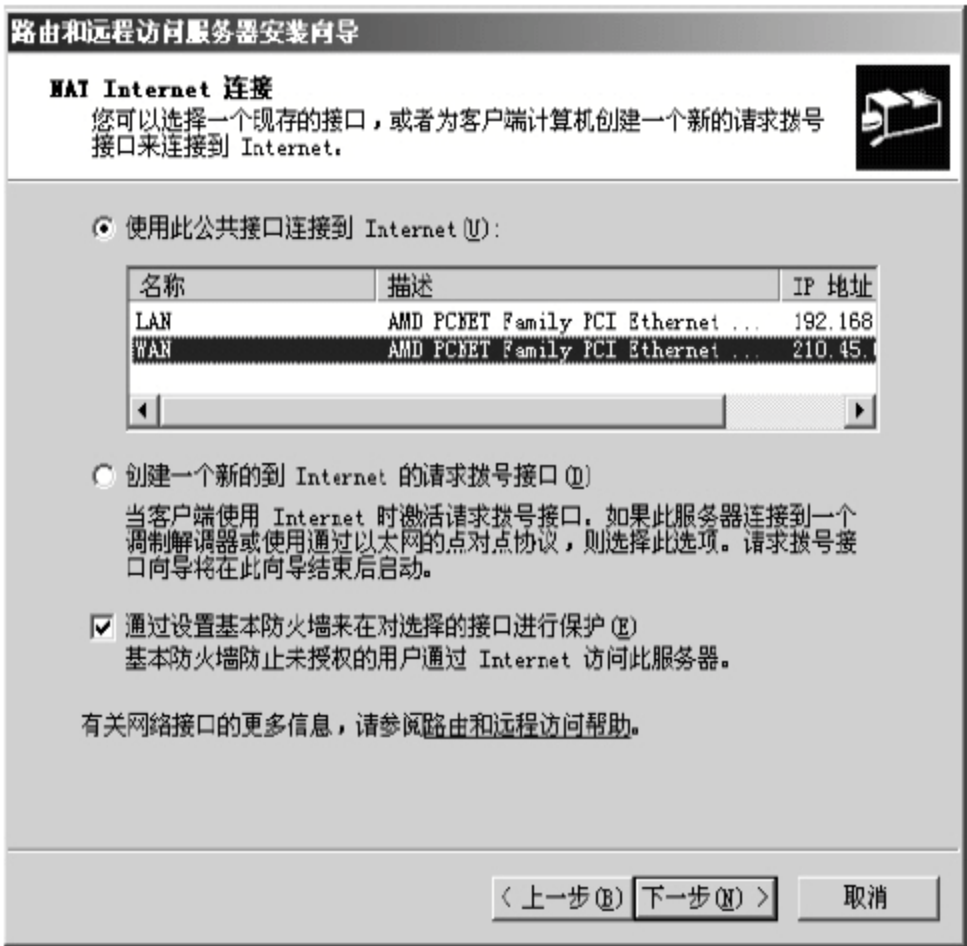 路由和远程访问服务器安装向导
NAT Internet 连接
您可以选择一个现存的接口，或者为客户端计算机创建一个新的请求拨号
接口来连接到 Internet。
使用此公共接口连接到 Internet(U):
名称 描述 IP 地址
LAN AMD PCNET Family PCI Ethernet ... 192.168
WAN AMD PCNET Family PCI Ethernet ... 210.45.
创建一个新的到 Internet 的请求拨号接口(D)
当客户端使用 Internet 时激活请求拨号接口。如果此服务器连接到一个
调制解调器或使用通过以太网的点对点协议，则选择此选项。请求拨号接
口向导将在此向导结束后启动。
通过设置基本防火墙来在对选择的接口进行保护(E)
基本防火墙防止未授权的用户通过 Internet 访问此服务器。
有关网络接口的更多信息，请参阅路由和远程访问帮助。
< 上一步(B) 下一步(N) > 取消